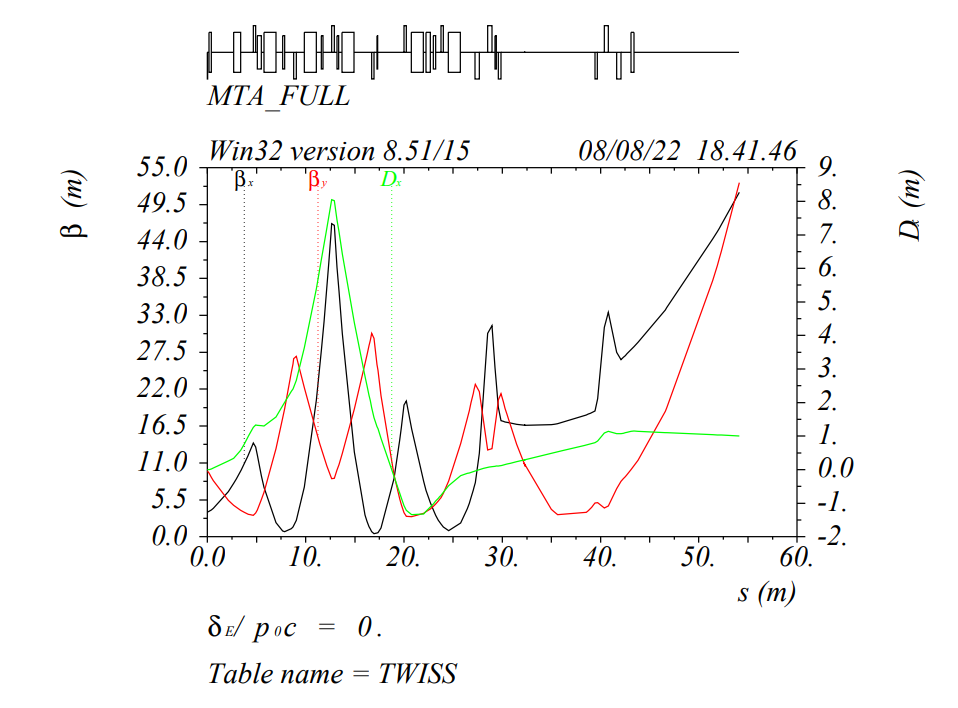 MTA_FULL
Win32 version 8.51/15 08/08/22 18.41.46
β (m)
55.0
49.5
44.0
38.5
33.0
27.5
22.0
16.5
11.0
5.5
0.0
βx βy Dx
9.
8.
7.
6.
5.
4.
3.
2.
1.
0.0
-1.
-2.
Dx (m)
0.0 10. 20. 30. 40. 50. 60.
s (m)
δE/ p0c = 0.
Table name = TWISS